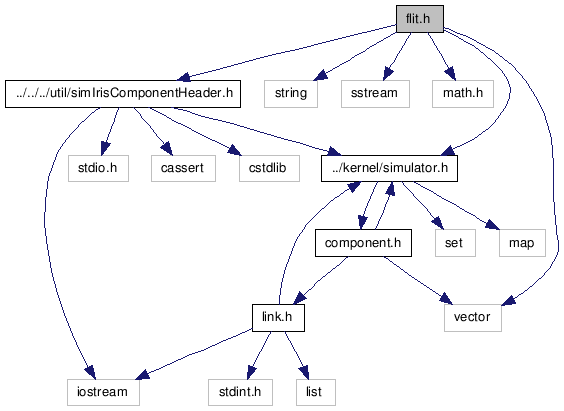 flit.h
../../../util/simIrisComponentHeader.h
string
sstream
math.h
stdio.h
cassert
cstdlib
../kernel/simulator.h
component.h
set
map
link.h
vector
iostream
stdint.h
list